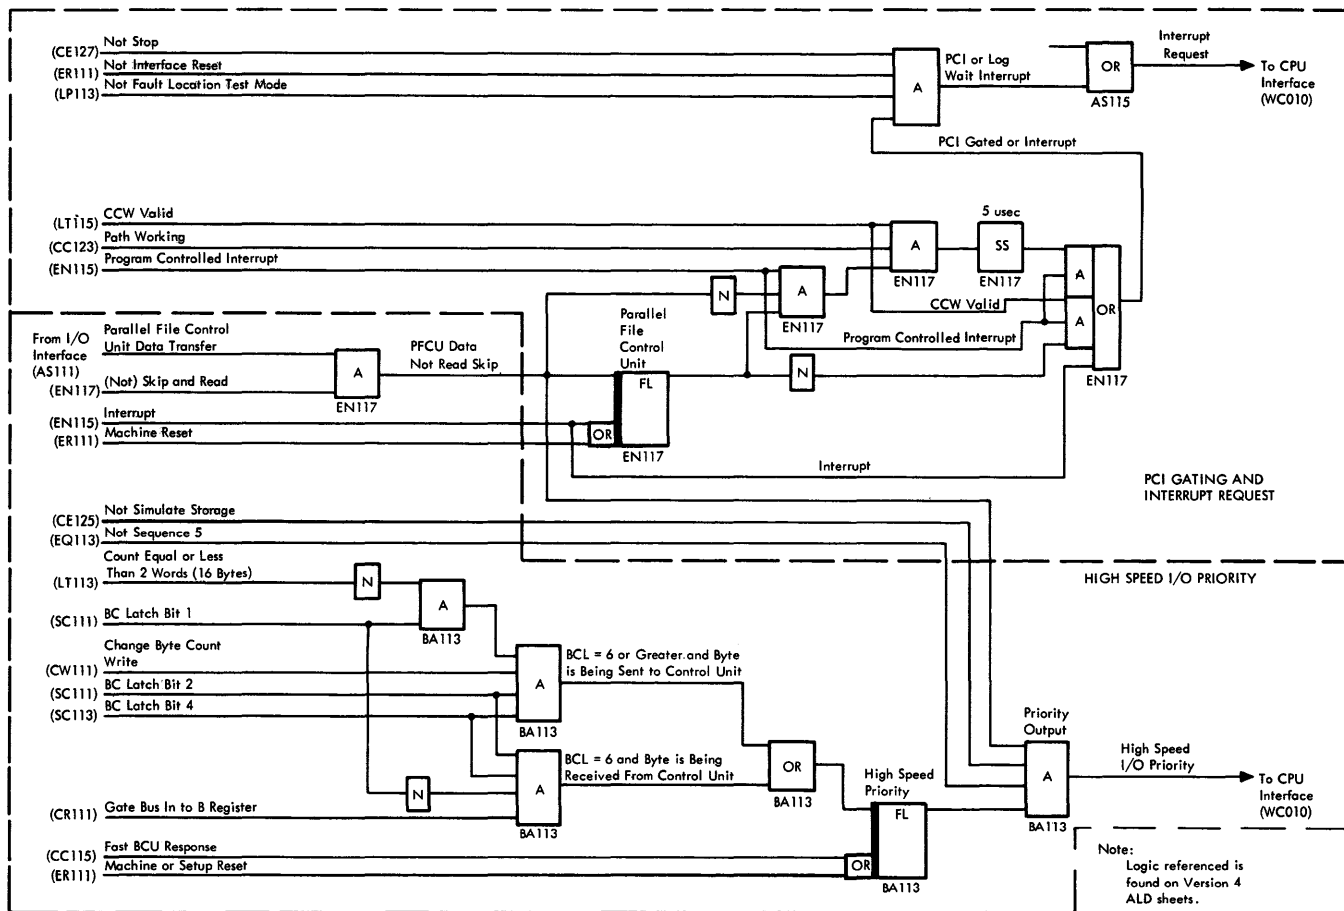 Not Stop
(CE127)
Not Interface Reset
(ER111)
Not Fault Location Test Mode
(LP113)
A
PCI or Log
Wait Interrupt
OR
AS115
Interrupt
Request
To CPU
Interface
(WC010)
PCI Gated or Interrupt
CCW Valid
(LT115)
Path Working
(CC123)
Program Controlled Interrupt
(EN115)
A
EN117
5 usec
SS
EN117
N
A
EN117
CCW Valid
Program Controlled Interrupt
A
A
OR
EN117
From I/O
Interface
(AS111)
Parallel File Control
Unit Data Transfer
(Not) Skip and Read
(EN117)
A
EN117
PFCU Data
Not Read Skip
Parallel
File
Control
Unit
FL
OR
EN117
N
Interrupt
(EN115)
Machine Reset
(ER111)
Interrupt
PCI GATING AND
INTERRUPT REQUEST
Not Simulate Storage
(CE125)
Not Sequence 5
(EQ113)
HIGH SPEED I/O PRIORITY
Count Equal or Less
Than 2 Words (16 Bytes)
(LT113)
N
A
BA113
BC Latch Bit 1
(SC111)
Change Byte Count
Write
(CW111)
BC Latch Bit 2
(SC111)
BC Latch Bit 4
(SC113)
A
BA113
BCL = 6 or Greater and Byte
is Being Sent to Control Unit
N
A
BA113
BCL = 6 and Byte is Being
Received From Control Unit
OR
BA113
Gate Bus In to B Register
(CR111)
High Speed
Priority
FL
OR
BA113
Fast BCU Response
(CC115)
Machine or Setup Reset
(ER111)
Priority
Output
A
BA113
High Speed
I/O Priority
To CPU
Interface
(WC010)
Note:
Logic referenced is
found on Version 4
ALD sheets.